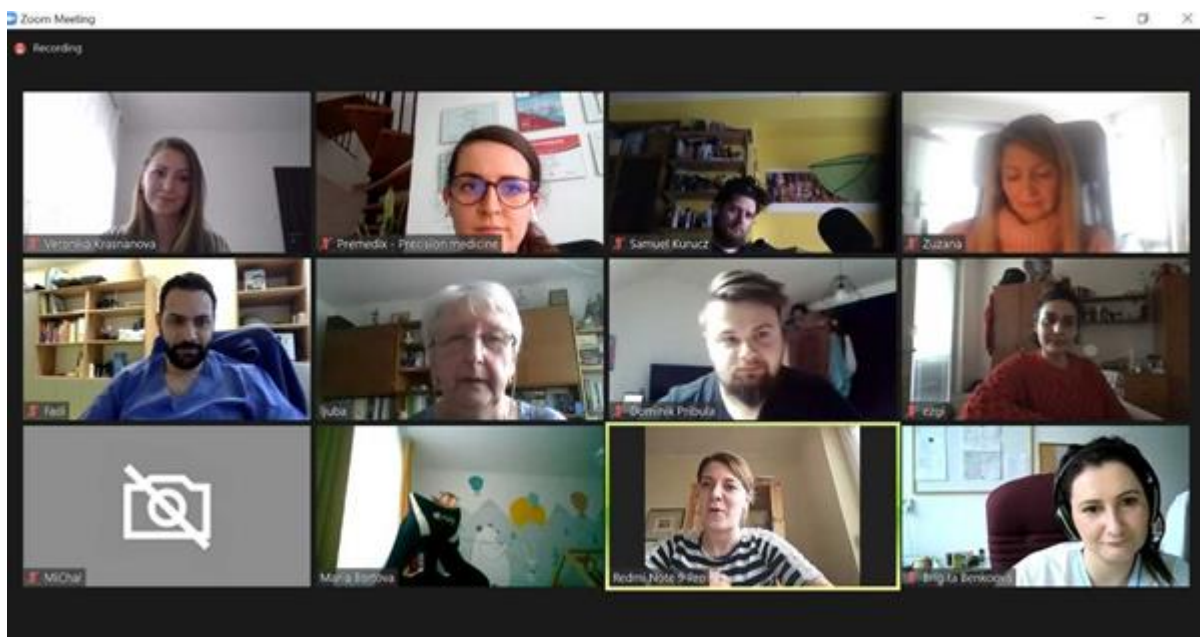 Zoom Meeting
Recording
Veronika Krasnanova
Premedix - Precision medicine
Samuel Kurucz
Zuzana
Fadi
ljuba
Dominik Pribula
ezgi
MiChal
Maria Bortova
Redmi Note 9 Pro
Brigita Benkoova